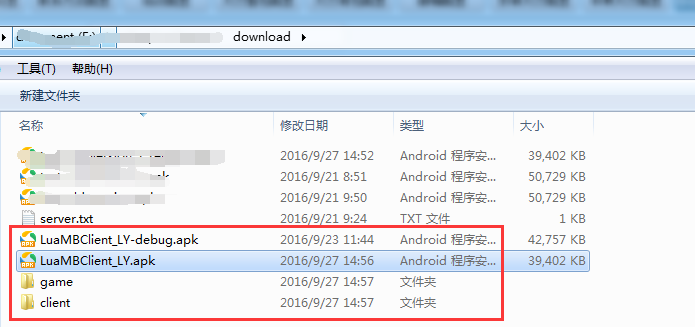 download
工具(T) 帮助(H)
新建文件夹
名称 修改日期 类型 大小
2016/9/27 14:52 Android 程序安... 39,402 KB
2016/9/21 8:51 Android 程序安... 50,729 KB
2016/9/21 9:50 Android 程序安... 50,729 KB
server.txt 2016/9/21 9:24 TXT 文件 1 KB
LuaMBClient_LY-debug.apk 2016/9/23 11:44 Android 程序安... 42,757 KB
LuaMBClient_LY.apk 2016/9/27 14:56 Android 程序安... 39,402 KB
game 2016/9/27 14:57 文件夹
client 2016/9/27 14:57 文件夹